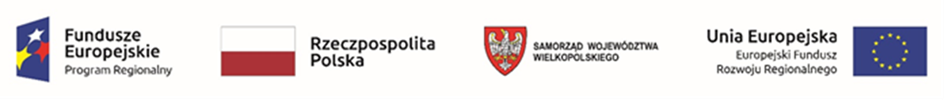 Fundusze
Europejskie
Program Regionalny
Rzeczpospolita
Polska
SAMORZĄD WOJEWÓDZTWA
WIELKOPOLSKIEGO
Unia Europejska
Europejski Fundusz
Rozwoju Regionalnego